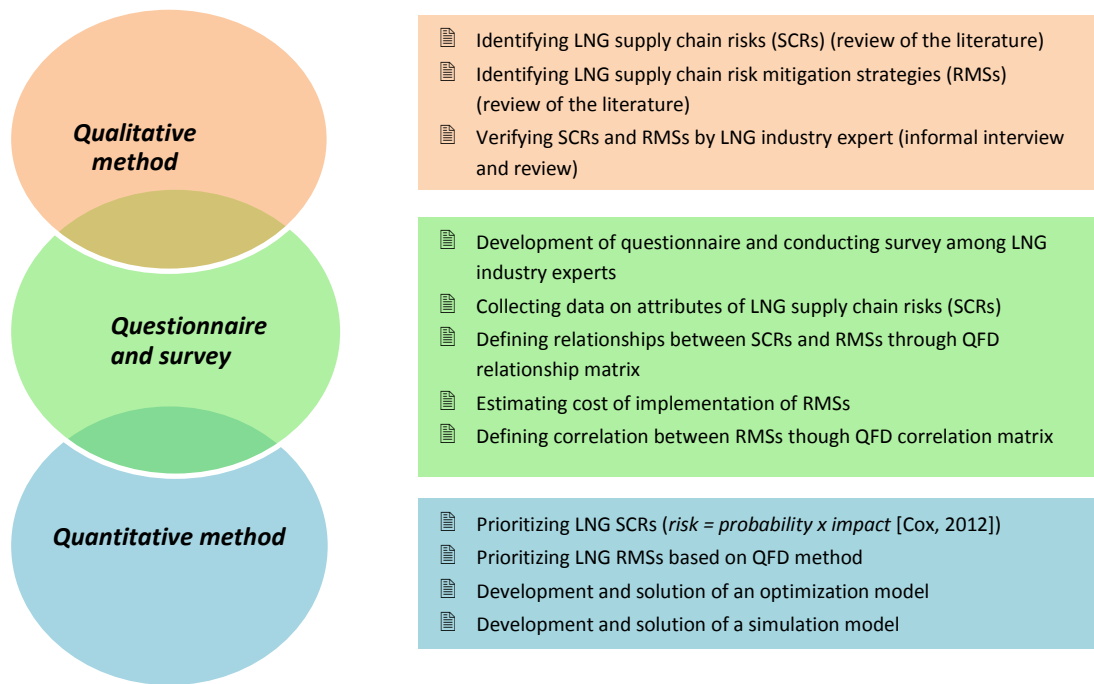 Qualitative
method
Identifying LNG supply chain risks (SCRs) (review of the literature)
Identifying LNG supply chain risk mitigation strategies (RMSs)
(review of the literature)
Verifying SCRs and RMSs by LNG industry expert (informal interview
and review)
Questionnaire
and survey
Development of questionnaire and conducting survey among LNG
industry experts
Collecting data on attributes of LNG supply chain risks (SCRs)
Defining relationships between SCRs and RMSs through QFD
relationship matrix
Estimating cost of implementation of RMSs
Defining correlation between RMSs though QFD correlation matrix
Quantitative method
Prioritizing LNG SCRs (risk = probability x impact [Cox, 2012])
Prioritizing LNG RMSs based on QFD method
Development and solution of an optimization model
Development and solution of a simulation model